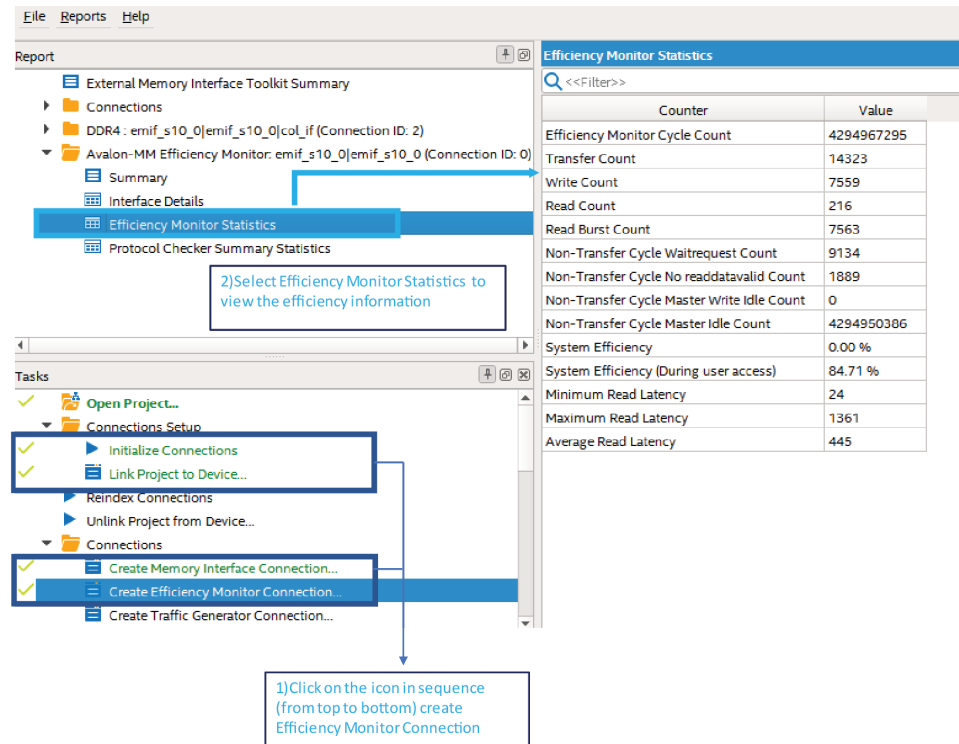 File Reports Help
Report
External Memory Interface Toolkit Summary
Connections
DDR4 : emif_s10_0|emif_s10_0|col_if (Connection ID: 2)
Avalon-MM Efficiency Monitor: emif_s10_0|emif_s10_0 (Connection ID: 0)
Summary
Interface Details
Efficiency Monitor Statistics
Protocol Checker Summary Statistics
2)Select Efficiency Monitor Statistics to
view the efficiency information
Tasks
Open Project...
Connections Setup
Initialize Connections
Link Project to Device...
Reindex Connections
Unlink Project from Device...
Connections
Create Memory Interface Connection...
Create Efficiency Monitor Connection...
Create Traffic Generator Connection...
1)Click on the icon in sequence
(from top to bottom) create
Efficiency Monitor Connection
Efficiency Monitor Statistics
<<Filter>>
Counter Value
Efficiency Monitor Cycle Count 4294967295
Transfer Count 14323
Write Count 7559
Read Count 216
Read Burst Count 7563
Non-Transfer Cycle Waitrequest Count 9134
Non-Transfer Cycle No readdatavalid Count 1889
Non-Transfer Cycle Master Write Idle Count 0
Non-Transfer Cycle Master Idle Count 4294950386
System Efficiency 0.00 %
System Efficiency (During user access) 84.71 %
Minimum Read Latency 24
Maximum Read Latency 1361
Average Read Latency 445